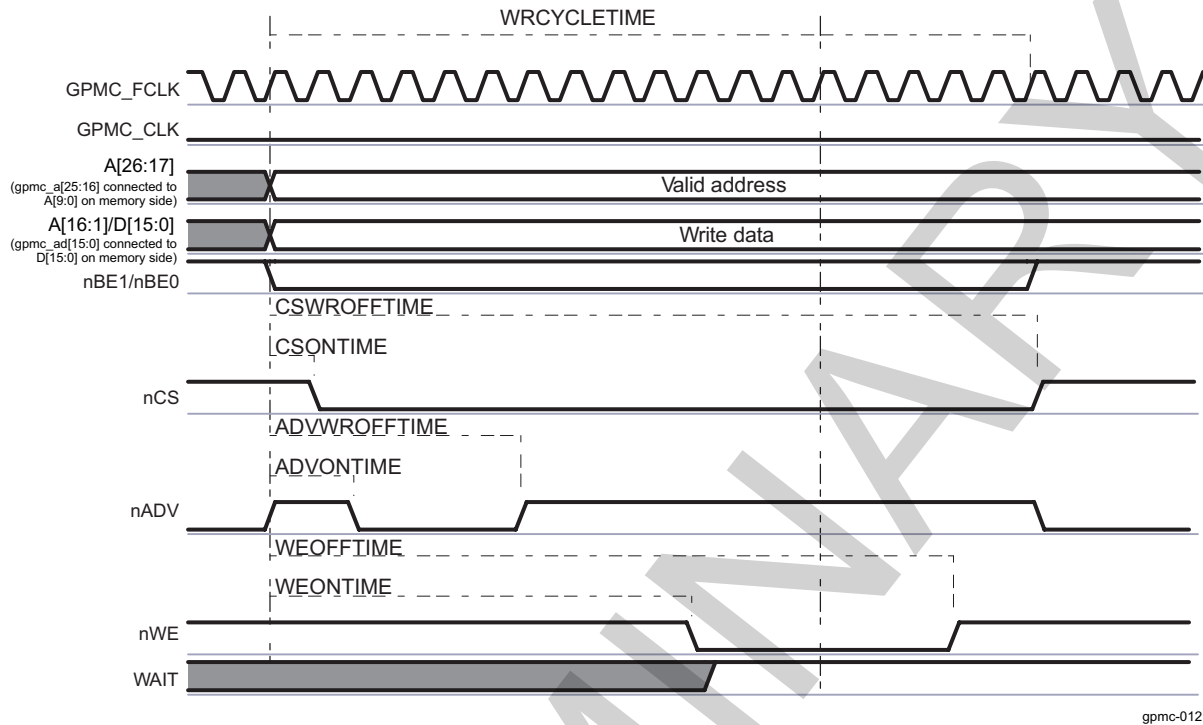 WRCYCLETIME
GPMC_FCLK
GPMC_CLK
A[26:17]
(gpmc_a[25:16] connected to
A[9:0] on memory side)
Valid address
A[16:1]/D[15:0]
(gpmc_ad[15:0] connected to
D[15:0] on memory side)
Write data
nBE1/nBE0
CSWROFFTIME
CSONTIME
nCS
ADVWROFFTIME
ADVONTIME
nADV
WEOFFTIME
WEONTIME
nWE
WAIT
gpmc-012
MINARY